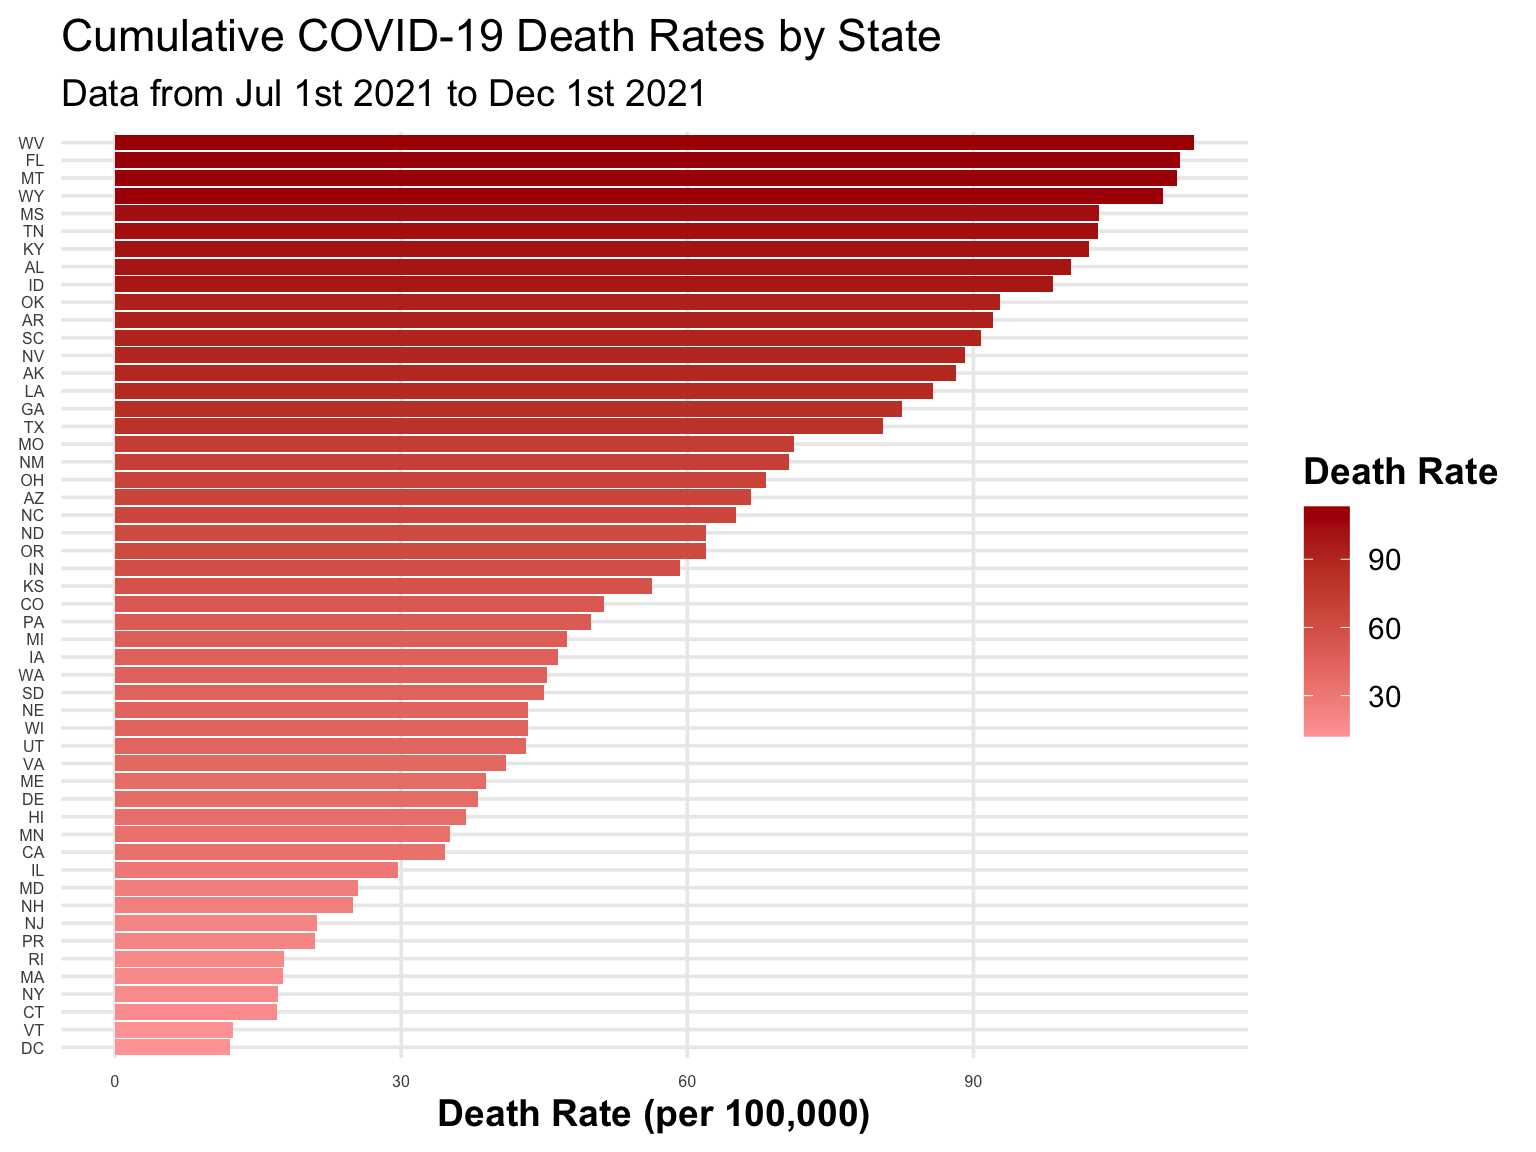 Cumulative COVID-19 Death Rates by State
Data from Jul 1st 2021 to Dec 1st 2021
WV
FL
MT
WY
MS
TN
KY
AL
ID
OK
AR
SC
NV
AK
LA
GA
TX
MO
NM
OH
AZ
NC
ND
OR
IN
KS
CO
PA
MI
IA
WA
SD
NE
WI
UT
VA
ME
DE
HI
MN
CA
IL
MD
NH
NJ
PR
RI
MA
NY
CT
VT
DC
0 30 60 90
Death Rate (per 100,000)
Death Rate
90
60
30